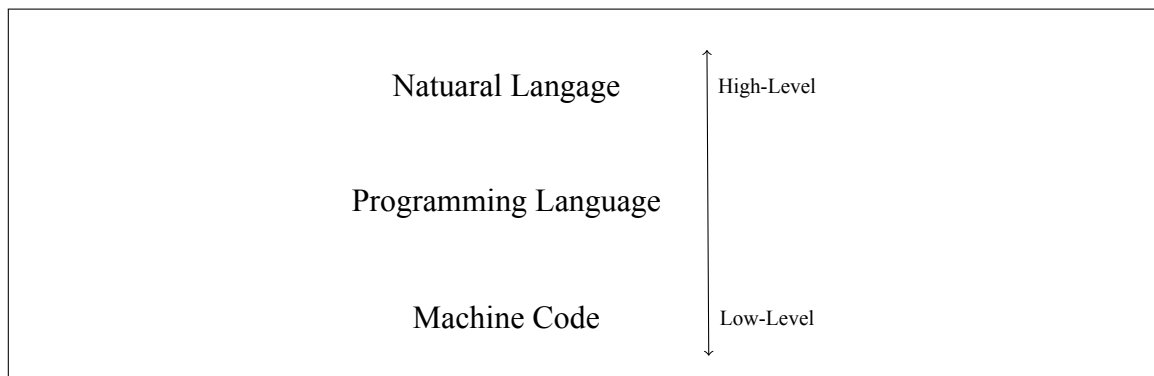 Natuaral Langage
High-Level
Programming Language
Machine Code
Low-Level